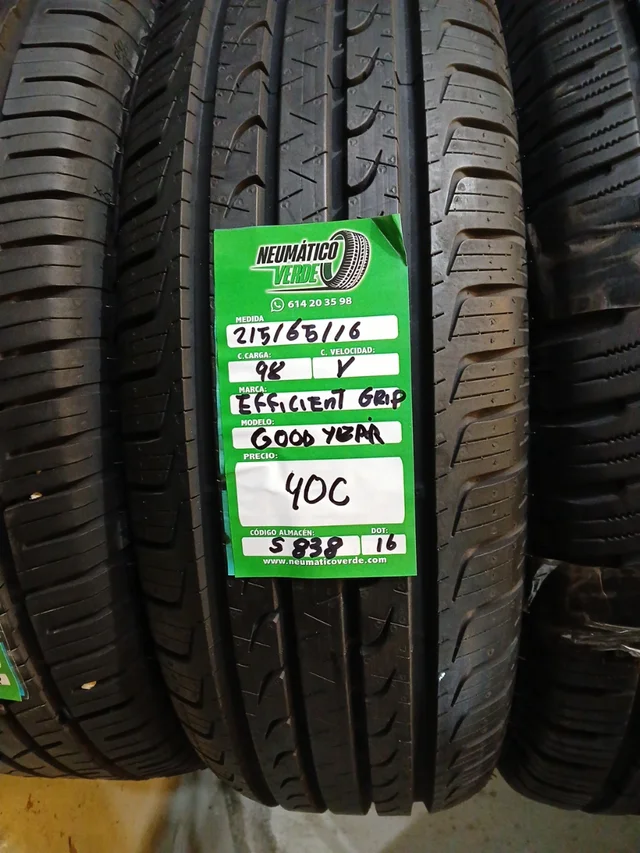 NEUMÁTICO
VERDE
614 20 35 98
MEDIDA
215/65/16
C.CARGA: C. VELOCIDAD:
98 V
MARCA:
EFFICIENT GRIP
MODELO:
GOOD YEAR
PRECIO:
40C
CÓDIGO ALMACÉN: DOT:
5838 16
www.neumaticoverde.com